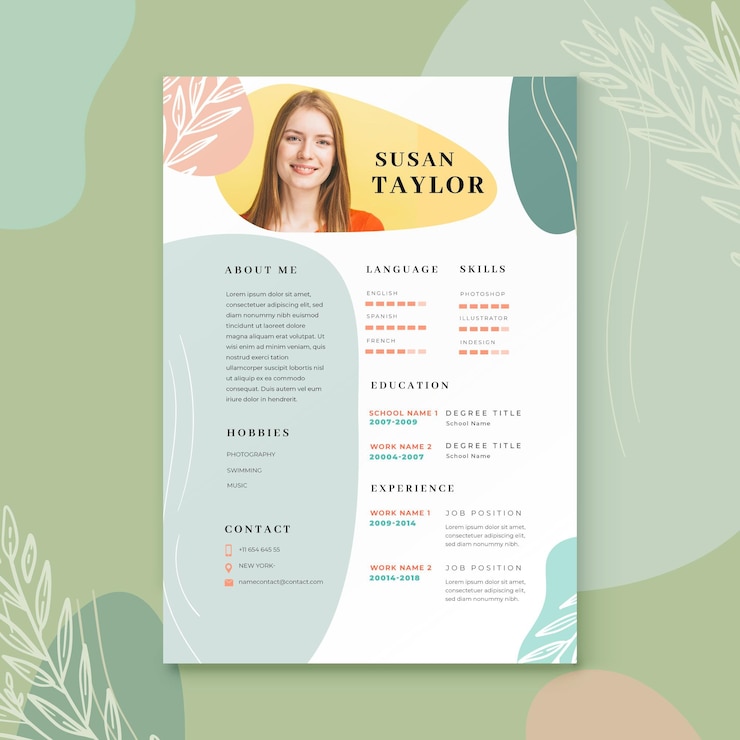 SUSAN
TAYLOR
ABOUT ME
Lorem ipsum dolor sit amet,
consectetuer adipiscing elit,
sed diam nonummy nibh
euismod tincidunt ut
laoreet dolore magna
aliquam erat volutpat. Ut
wisi enim ad minim veniam,
quis nostrud exerci tation
ullamcorper suscipit lobortis
nisl ut aliquip ex ea commodo
consequat. Duis autem vel eum
iriure dolor in hendrerit.
HOBBIES
PHOTOGRAPHY
SWIMMING
MUSIC
CONTACT
+11 654 645 55
NEW YORK-
namecontact@contact.com
LANGUAGE
ENGLISH
SPANISH
FRENCH
SKILLS
PHOTOSHOP
ILLUSTRATOR
INDESIGN
EDUCATION
SCHOOL NAME 1 DEGREE TITLE
2007-2009 School Name
WORK NAME 2 DEGREE TITLE
20004-2007 School Name
EXPERIENCE
WORK NAME 1 JOB POSITION
2009-2014
Lorem ipsum dolor sit amet,
consectetuer adipiscing elit,
sed diam nonummy nibh.
WORK NAME 2 JOB POSITION
20014-2018
Lorem ipsum dolor sit amet,
consectetuer adipiscing elit,
sed diam nonummy nibh.